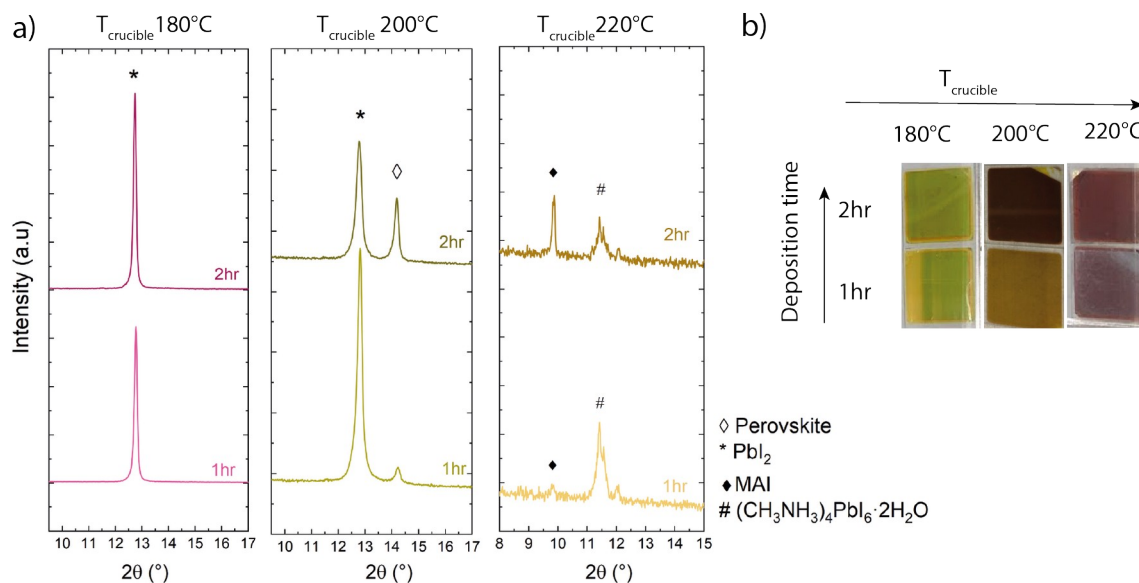 a)
T crucible 180°C
T crucible 200°C
T crucible 220°C
b)
Intensity (a.u)
*
2hr
1hr
10 11 12 13 14 15 16 17
2θ (°)
*
◊
2hr
1hr
10 11 12 13 14 15 16 17
2θ (°)
♦
#
2hr
♦
#
1hr
8 9 10 11 12 13 14 15
2θ (°)
T crucible
180°C 200°C 220°C
Deposition time
2hr
1hr
◊ Perovskite
* PbI₂
♦ MAI
# (CH₃NH₃)₄PbI₆·2H₂O